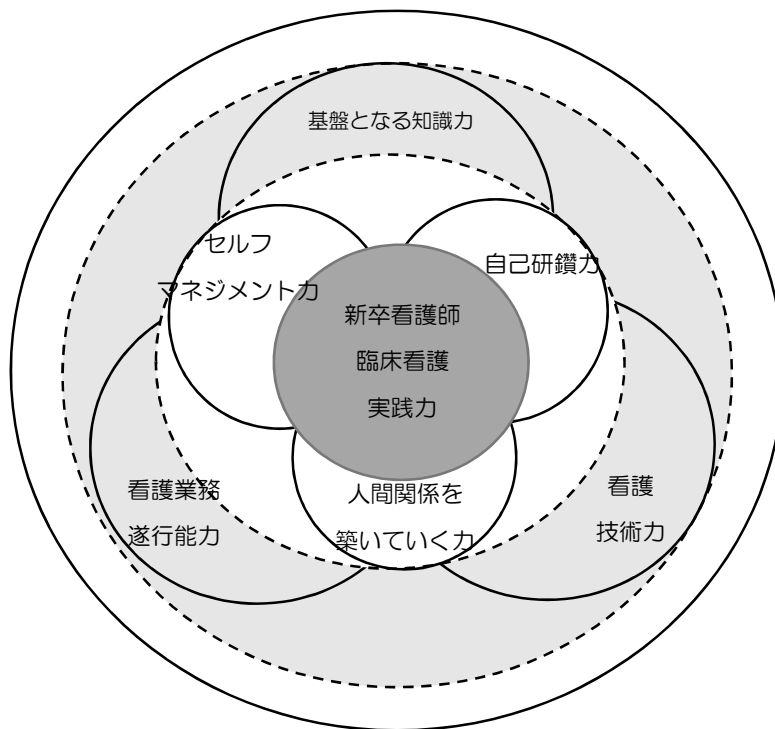 基盤となる知識力
セルフ
マネジメント力
自己研鑽力
新卒看護師
臨床看護
実践力
看護業務
遂行能力
人間関係を
築いていく力
看護
技術力